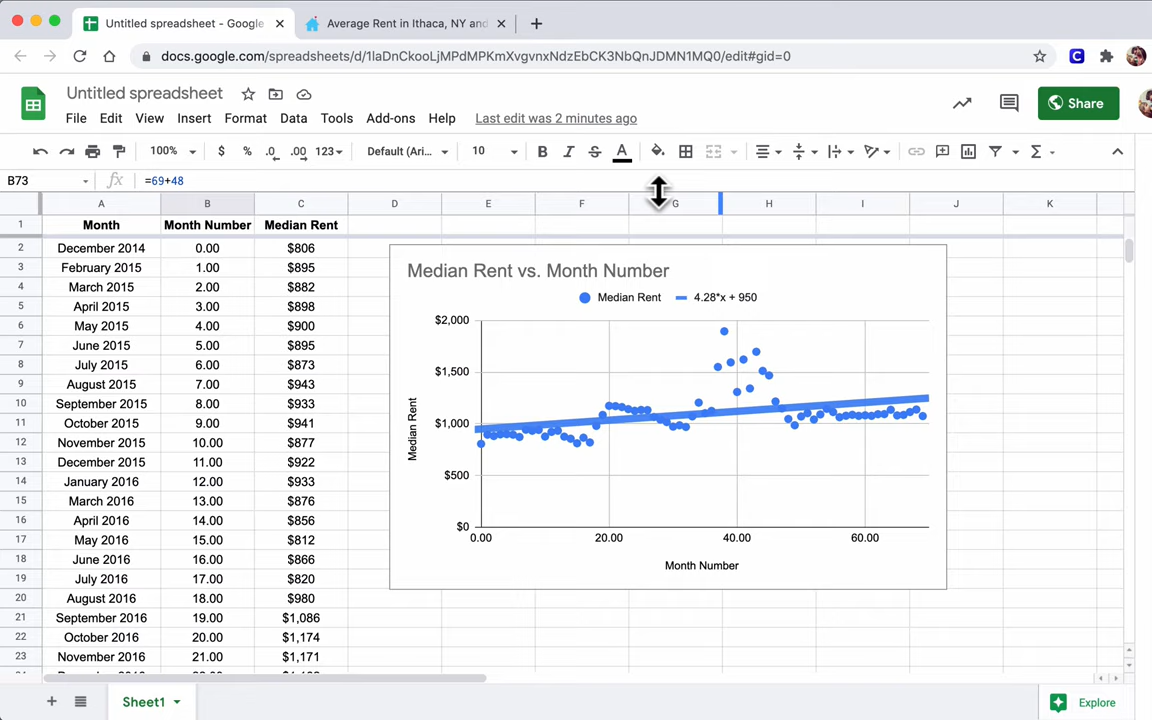 Untitled spreadsheet - Google
Average Rent in Ithaca, NY and
docs.google.com/spreadsheets/d/1laDnCkooLjMPdMPKmXvgvnxNdzEbCK3NbQnJDMN1MQ0/edit#gid=0
Untitled spreadsheet
File Edit View Insert Format Data Tools Add-ons Help Last edit was 2 minutes ago
Share
100% $ % .0 .00 123 Default (Ari... 10 B I S A
B73 fx =69+48
A B C D E F G H I J K
1 Month Month Number Median Rent
2 December 2014 0.00 $806
3 February 2015 1.00 $895
4 March 2015 2.00 $882
5 April 2015 3.00 $898
6 May 2015 4.00 $900
7 June 2015 5.00 $895
8 July 2015 6.00 $873
9 August 2015 7.00 $943
10 September 2015 8.00 $933
11 October 2015 9.00 $941
12 November 2015 10.00 $877
13 December 2015 11.00 $922
14 January 2016 12.00 $933
15 March 2016 13.00 $876
16 April 2016 14.00 $856
17 May 2016 15.00 $812
18 June 2016 16.00 $866
19 July 2016 17.00 $820
20 August 2016 18.00 $980
21 September 2016 19.00 $1,086
22 October 2016 20.00 $1,174
23 November 2016 21.00 $1,171
Median Rent vs. Month Number
Median Rent 4.28*x + 950
$2,000
$1,500
$1,000
$500
$0
Median Rent
0.00 20.00 40.00 60.00
Month Number
Sheet1
Explore